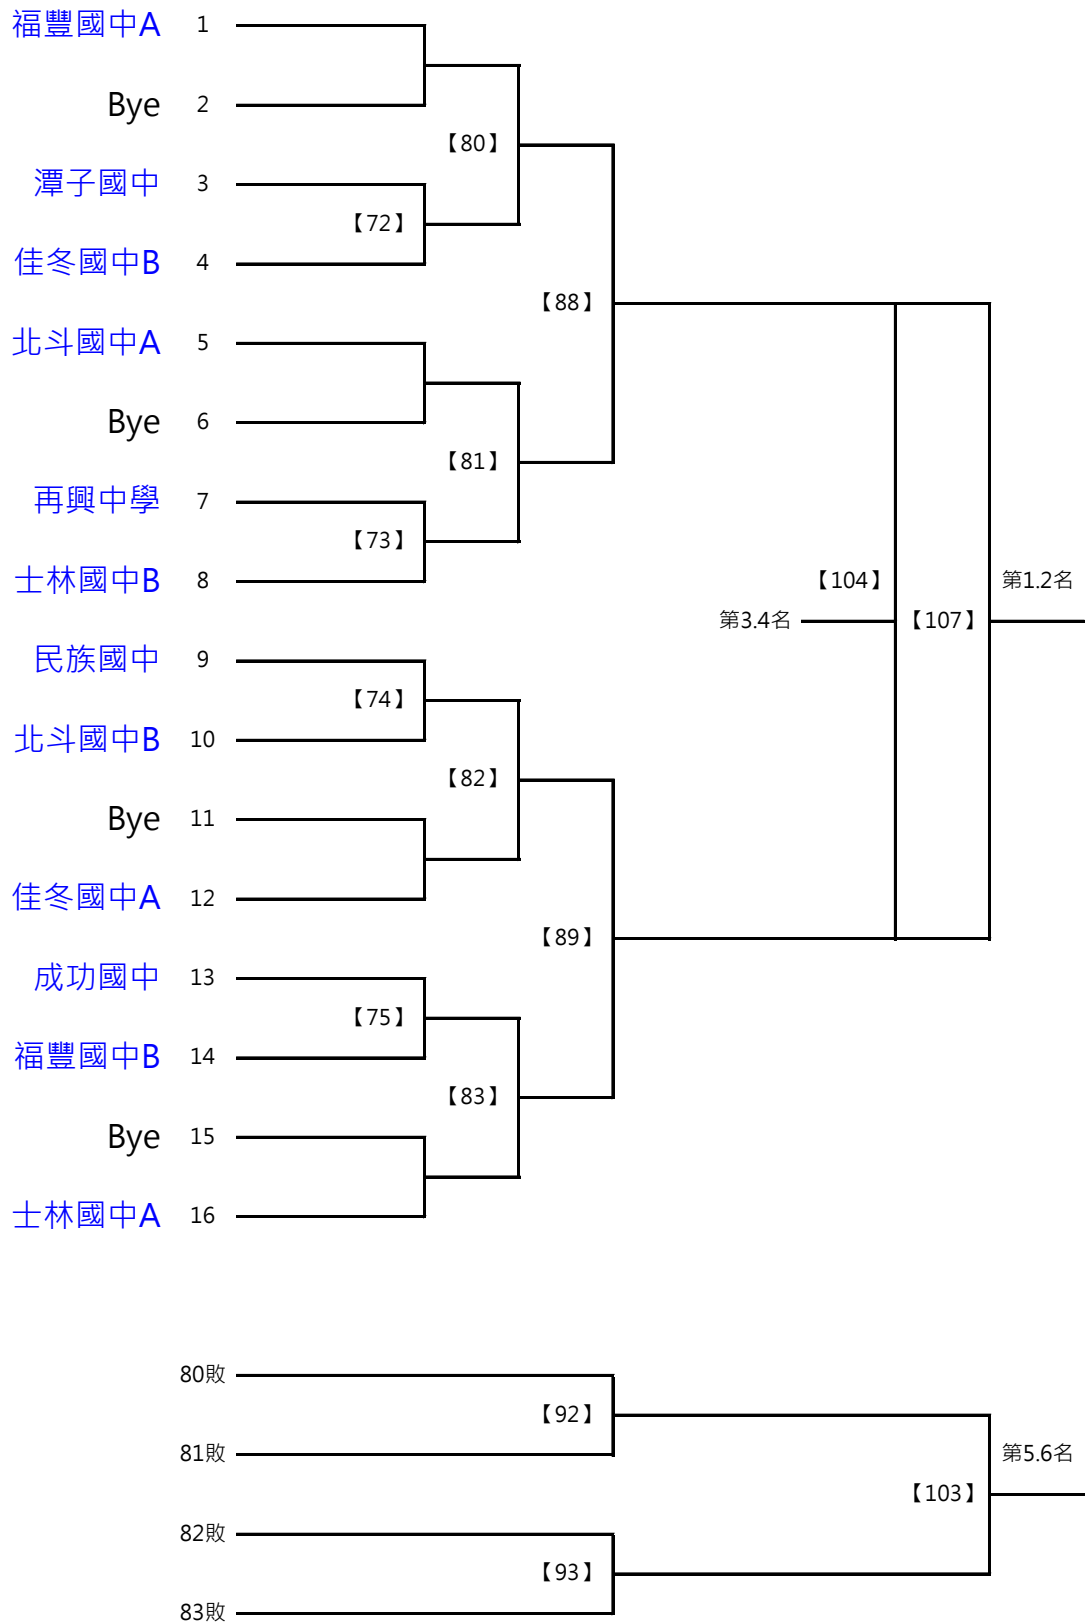 福豐國中A 1
Bye 2
【80】
潭子國中 3
【72】
佳冬國中B 4
【88】
北斗國中A 5
Bye 6
【81】
再興中學 7
【73】
士林國中B 8
【104】 第1.2名
第3.4名 【107】
民族國中 9
【74】
北斗國中B 10
【82】
Bye 11
佳冬國中A 12
【89】
成功國中 13
【75】
福豐國中B 14
【83】
Bye 15
士林國中A 16
80敗
【92】
81敗 第5.6名
【103】
82敗
【93】
83敗